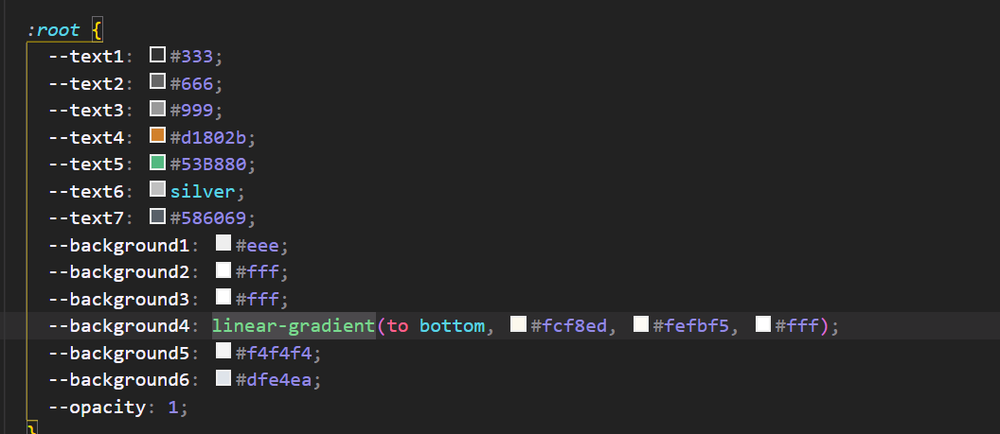 :root {
--text1: #333;
--text2: #666;
--text3: #999;
--text4: #d1802b;
--text5: #53B880;
--text6: silver;
--text7: #586069;
--background1: #eee;
--background2: #fff;
--background3: #fff;
--background4: linear-gradient(to bottom, #fcf8ed, #fefbf5, #fff);
--background5: #f4f4f4;
--background6: #dfe4ea;
--opacity: 1;
}